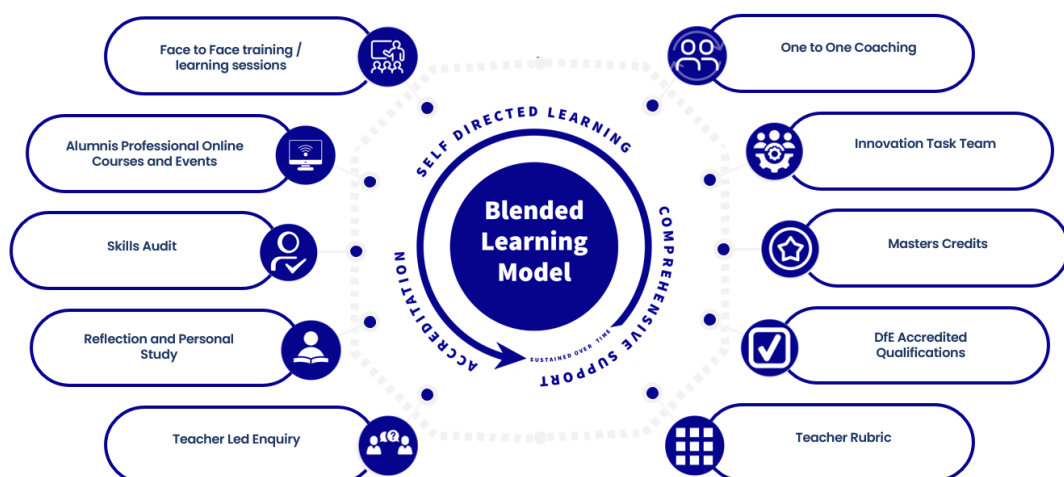 Face to Face training /
learning sessions
Alumnis Professional Online
Courses and Events
Skills Audit
Reflection and Personal
Study
Teacher Led Enquiry
SELF DIRECTED LEARNING
COMPREHENSIVE SUPPORT
ACCREDITATION
SUSTAINED OVER TIME
Blended
Learning
Model
One to One Coaching
Innovation Task Team
Masters Credits
DfE Accredited
Qualifications
Teacher Rubric